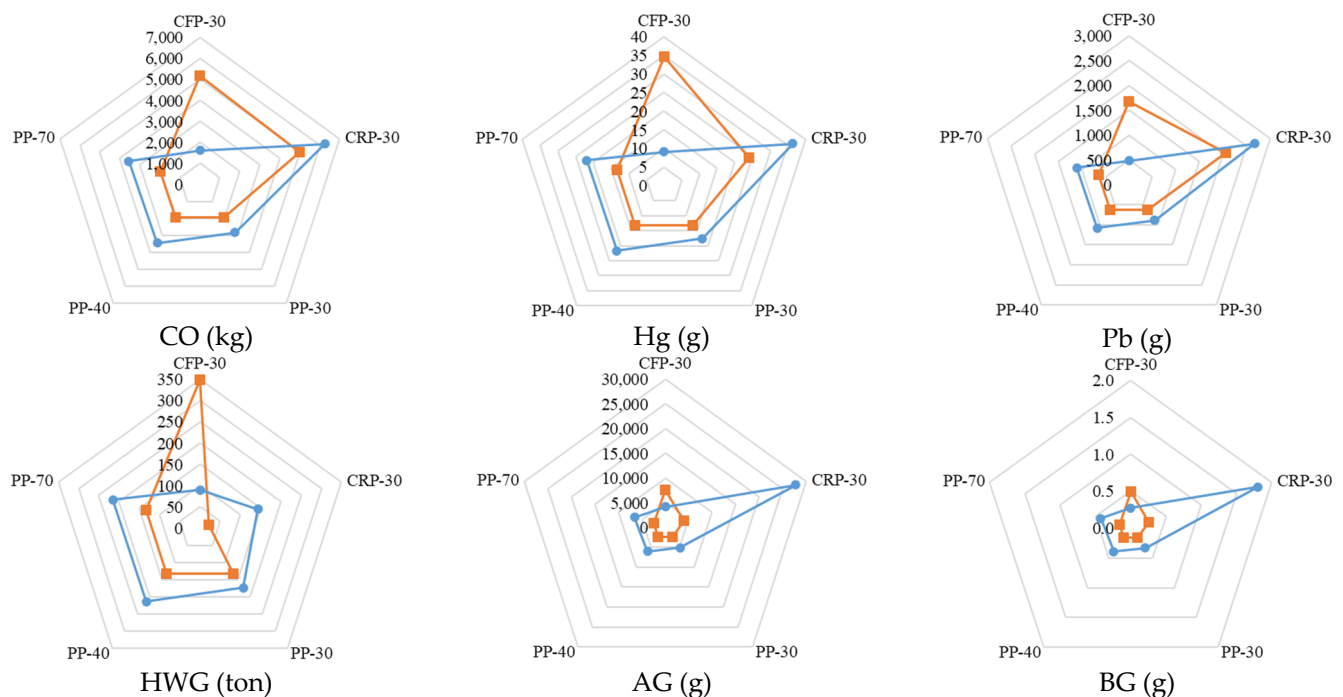 CFP-30
7,000
6,000
5,000
4,000
3,000
2,000
1,000
0
CRP-30
PP-30
PP-40
PP-70
CO (kg)
CFP-30
40
35
30
25
20
15
10
5
0
CRP-30
PP-30
PP-40
PP-70
Hg (g)
CFP-30
3,000
2,500
2,000
1,500
1,000
500
0
CRP-30
PP-30
PP-40
PP-70
Pb (g)
CFP-30
350
300
250
200
150
100
50
0
CRP-30
PP-30
PP-40
PP-70
HWG (ton)
CFP-30
30,000
25,000
20,000
15,000
10,000
5,000
0
CRP-30
PP-30
PP-40
PP-70
AG (g)
CFP-30
2.0
1.5
1.0
0.5
0.0
CRP-30
PP-30
PP-40
PP-70
BG (g)